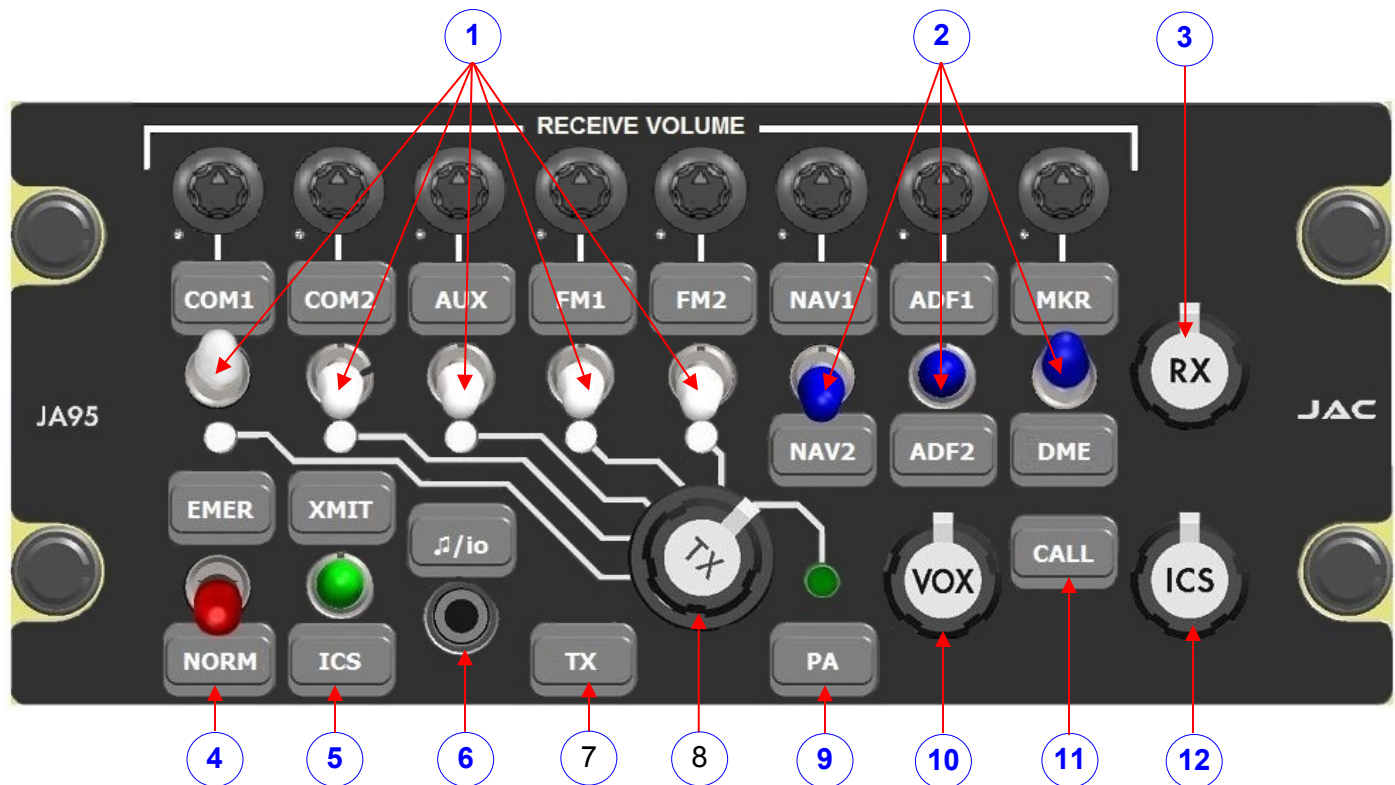 1 2 3
RECEIVE VOLUME
COM1 COM2 AUX FM1 FM2 NAV1 ADF1 MKR
RX
JA95 JAC
NAV2 ADF2 DME
EMER XMIT
♫/io
TX
CALL
VOX ICS
NORM ICS TX PA
4 5 6 7 8 9 10 11 12